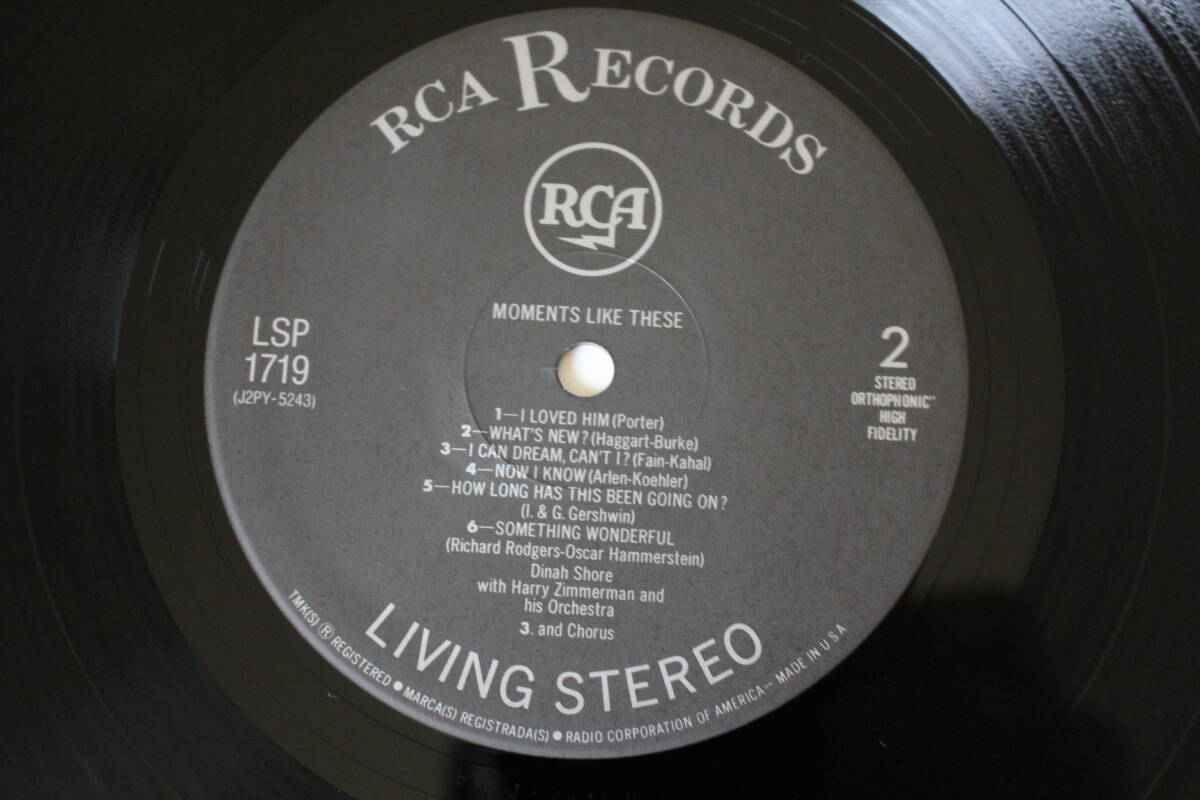 RCA RECORDS
RCA
MOMENTS LIKE THESE
LSP
1719
(J2PY-5243)
2
STEREO
ORTHOPHONIC"
HIGH
FIDELITY
1—I LOVED HIM (Porter)
2—WHAT'S NEW? (Haggart-Burke)
3—I CAN DREAM, CAN'T I? (Fain-Kahal)
4—NOW I KNOW (Arlen-Koehler)
5—HOW LONG HAS THIS BEEN GOING ON?
(I. & G. Gershwin)
6—SOMETHING WONDERFUL
(Richard Rodgers-Oscar Hammerstein)
Dinah Shore
with Harry Zimmerman and
his Orchestra
3. and Chorus
LIVING STEREO
TMK(S) ® REGISTERED ● MARCA(S) REGISTRADA(S) ● RADIO CORPORATION OF AMERICA — MADE IN U.S.A